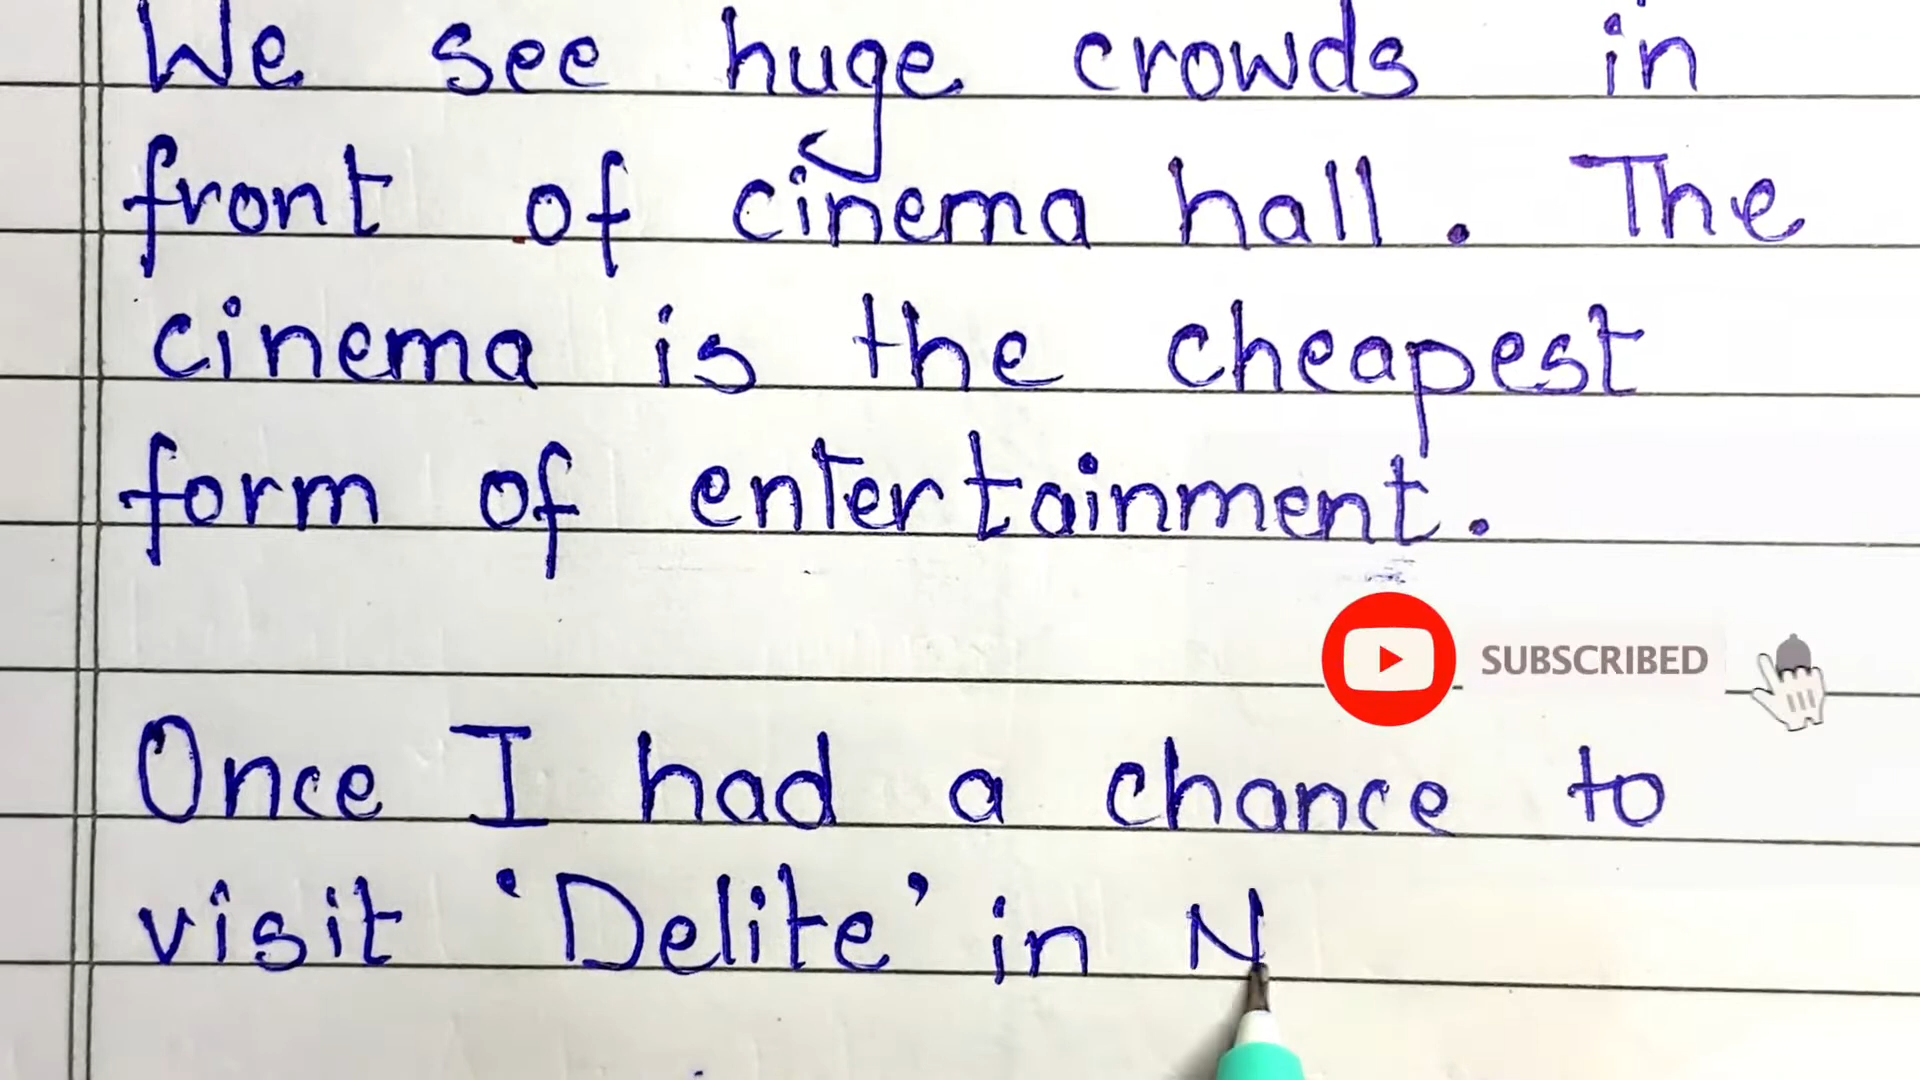 We see huge crowds in
front of cinema hall. The
cinema is the cheapest
form of entertainment.
SUBSCRIBED
Once I had a chance to
visit 'Delite' in N